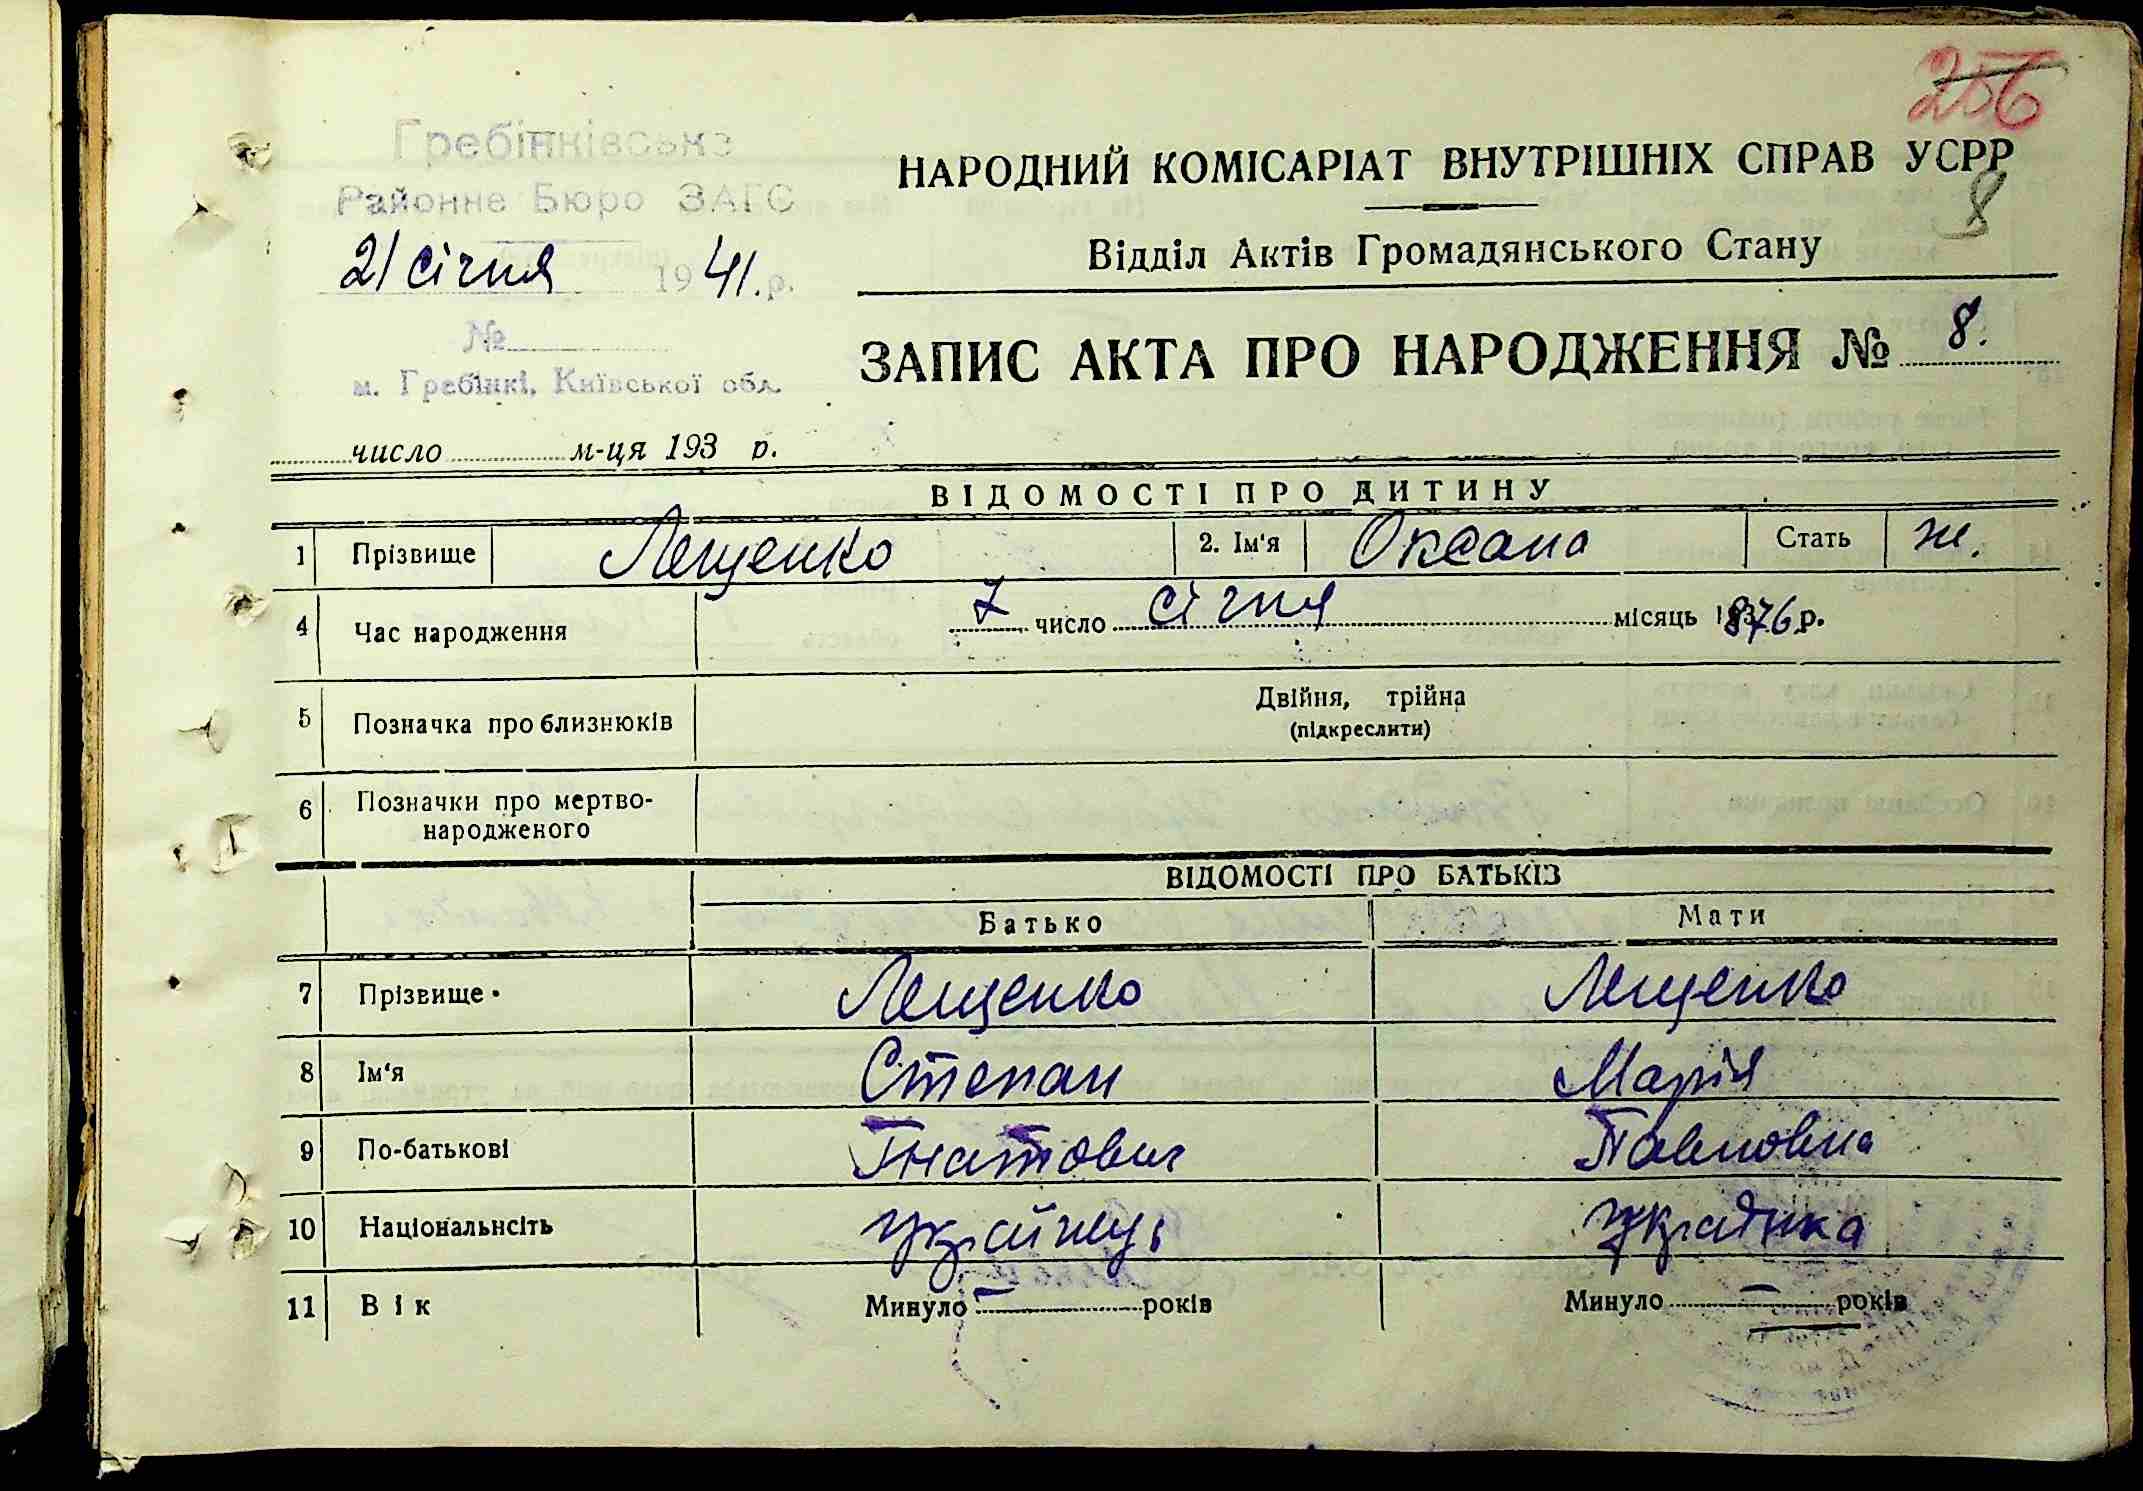 256
Гребінківське
НАРОДНИЙ КОМІСАРІАТ ВНУТРІШНІХ СПРАВ УСРР
8
Районне Бюро ЗАГС
21 січня 1941. р.
Відділ Актів Громадянського Стану
№
ЗАПИС АКТА ПРО НАРОДЖЕННЯ № 8.
м. Гребінкі, Київської обл.
число м-ця 193 р.
ВІДОМОСТІ ПРО ДИТИНУ
1 Прізвище Лещенко 2. Ім'я Оксана Стать ж.
4 Час народження 7 число січня місяць 1876 р.
5 Позначка про близнюків Двійня, трійна
(підкреслити)
6 Позначки про мертво-
народженого
ВІДОМОСТІ ПРО БАТЬКІВ
Батько Мати
7 Прізвище Лещенко Лещенко
8 Ім'я Степан Марія
9 По-батькові Гнатович Павловна
10 Національнсіть українець українка
11 Вік Минуло — років Минуло — років